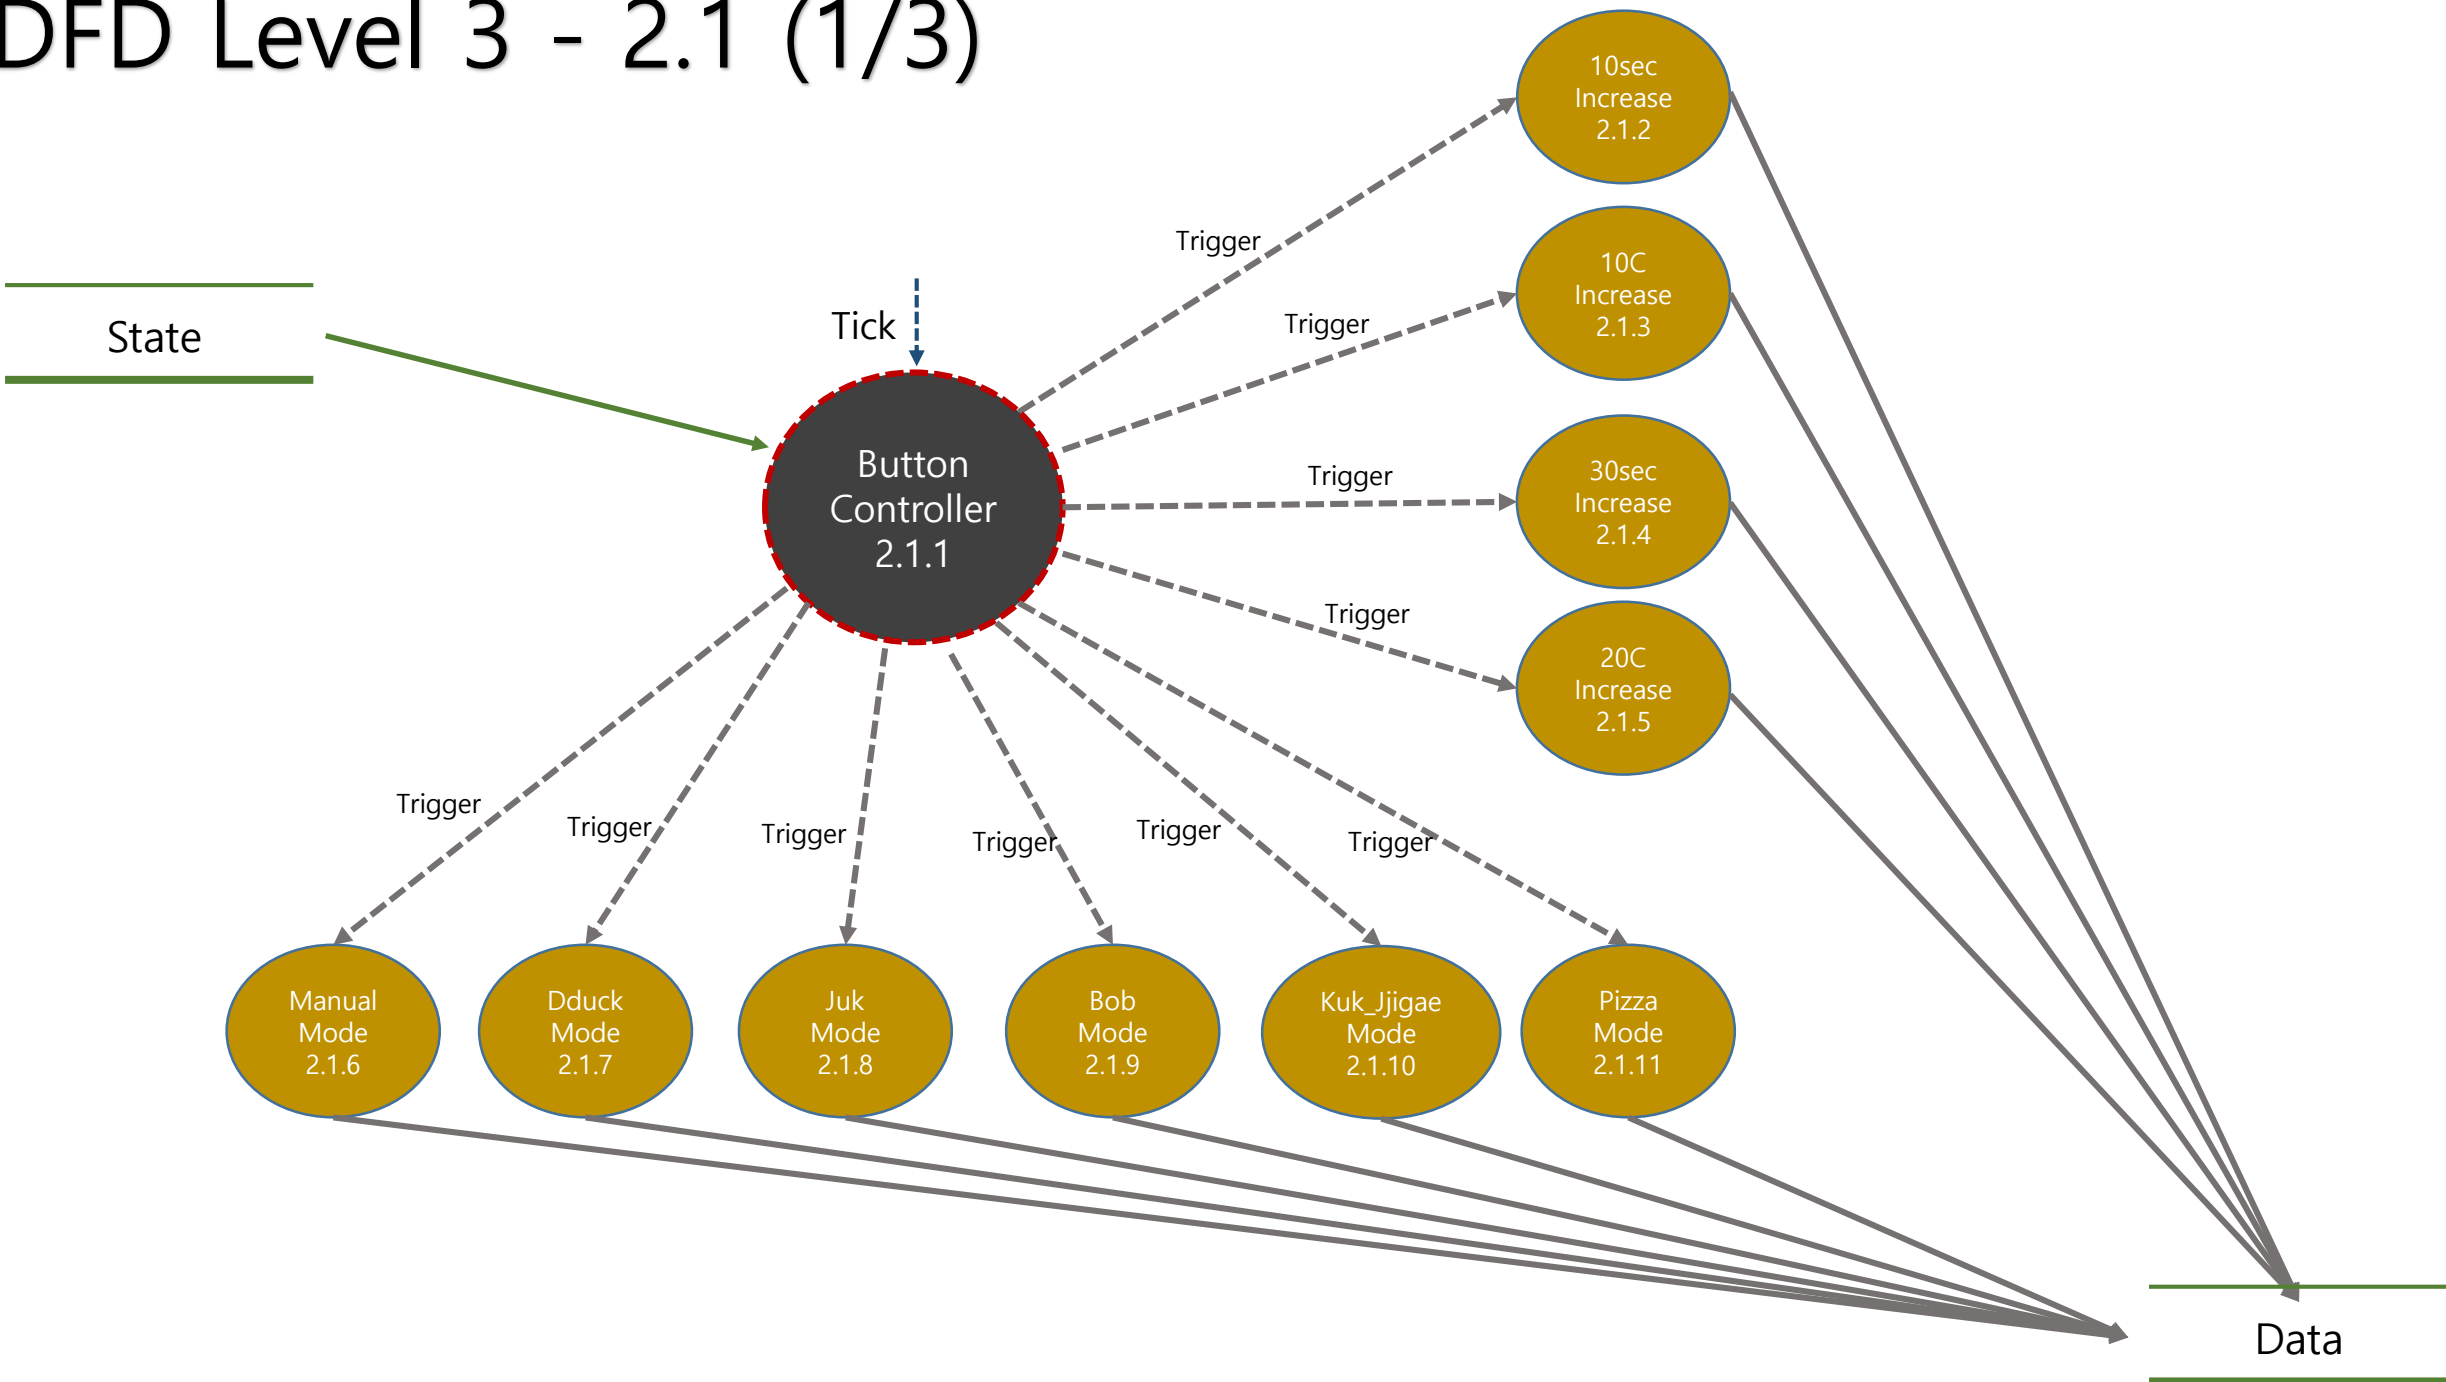 DFD Level 3 - 2.1 (1/3)
10sec
Increase
2.1.2
Trigger
10C
Increase
2.1.3
Trigger
State
Tick
Button
Controller
2.1.1
Trigger
30sec
Increase
2.1.4
Trigger
20C
Increase
2.1.5
Trigger
Trigger
Trigger
Trigger
Trigger
Trigger
Manual
Mode
2.1.6
Dduck
Mode
2.1.7
Juk
Mode
2.1.8
Bob
Mode
2.1.9
Kuk_Jjigae
Mode
2.1.10
Pizza
Mode
2.1.11
Data